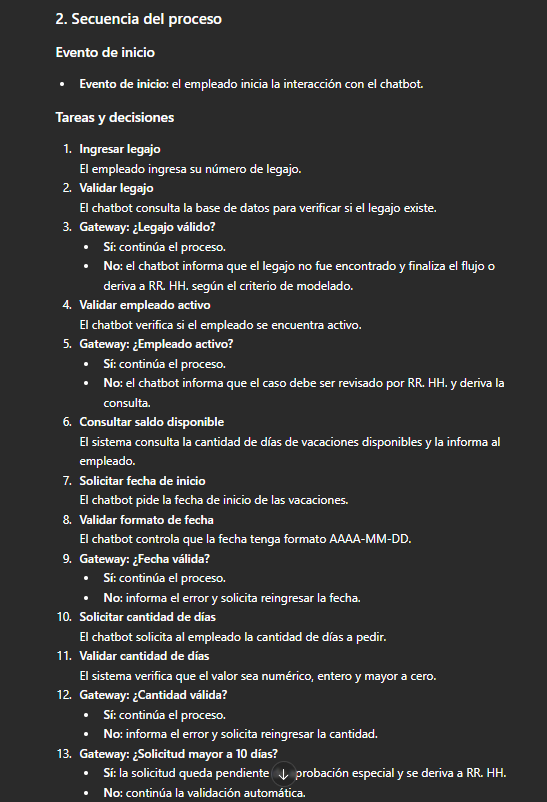 2. Secuencia del proceso
Evento de inicio
• Evento de inicio: el empleado inicia la interacción con el chatbot.
Tareas y decisiones
1. Ingresar legajo
El empleado ingresa su número de legajo.
2. Validar legajo
El chatbot consulta la base de datos para verificar si el legajo existe.
3. Gateway: ¿Legajo válido?
• Sí: continúa el proceso.
• No: el chatbot informa que el legajo no fue encontrado y finaliza el flujo o
deriva a RR. HH. según el criterio de modelado.
4. Validar empleado activo
El chatbot verifica si el empleado se encuentra activo.
5. Gateway: ¿Empleado activo?
• Sí: continúa el proceso.
• No: el chatbot informa que el caso debe ser revisado por RR. HH. y deriva la
consulta.
6. Consultar saldo disponible
El sistema consulta la cantidad de días de vacaciones disponibles y la informa al
empleado.
7. Solicitar fecha de inicio
El chatbot pide la fecha de inicio de las vacaciones.
8. Validar formato de fecha
El chatbot controla que la fecha tenga formato AAAA-MM-DD.
9. Gateway: ¿Fecha válida?
• Sí: continúa el proceso.
• No: informa el error y solicita reingresar la fecha.
10. Solicitar cantidad de días
El chatbot solicita al empleado la cantidad de días a pedir.
11. Validar cantidad de días
El sistema verifica que el valor sea numérico, entero y mayor a cero.
12. Gateway: ¿Cantidad válida?
• Sí: continúa el proceso.
• No: informa el error y solicita reingresar la cantidad.
13. Gateway: ¿Solicitud mayor a 10 días?
• Sí: la solicitud queda pendiente probación especial y se deriva a RR. HH.
• No: continúa la validación automática.